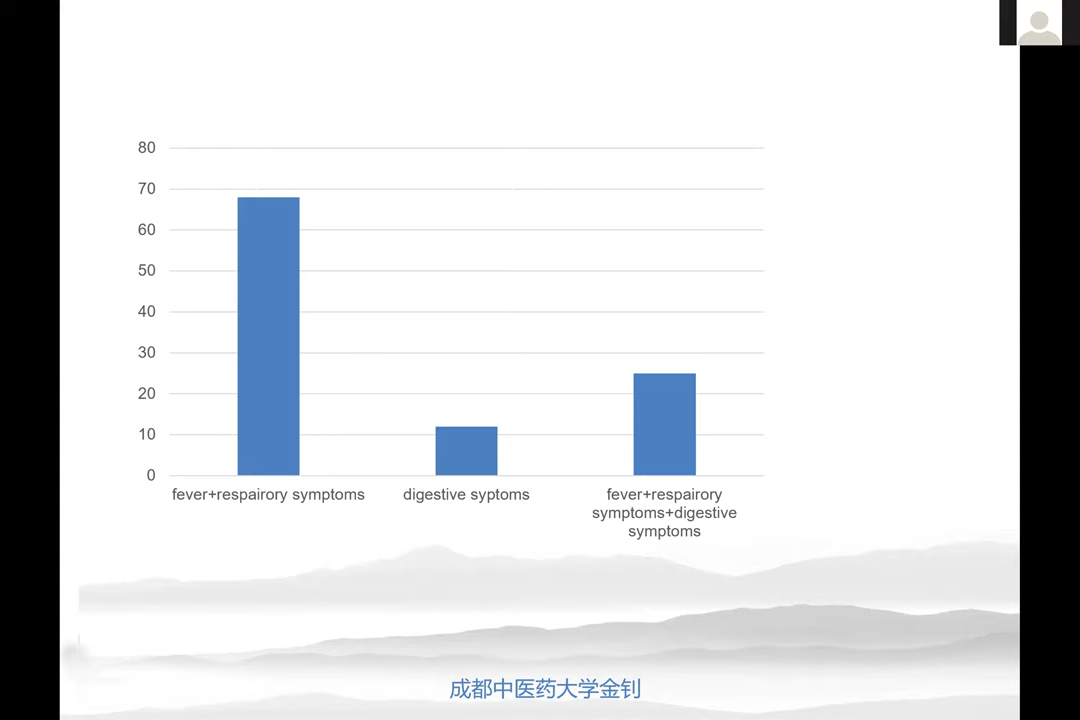 80
70
60
50
40
30
20
10
0
fever+respairory symptoms
digestive syptoms
fever+respairory
symptoms+digestive
symptoms
成都中医药大学金钊